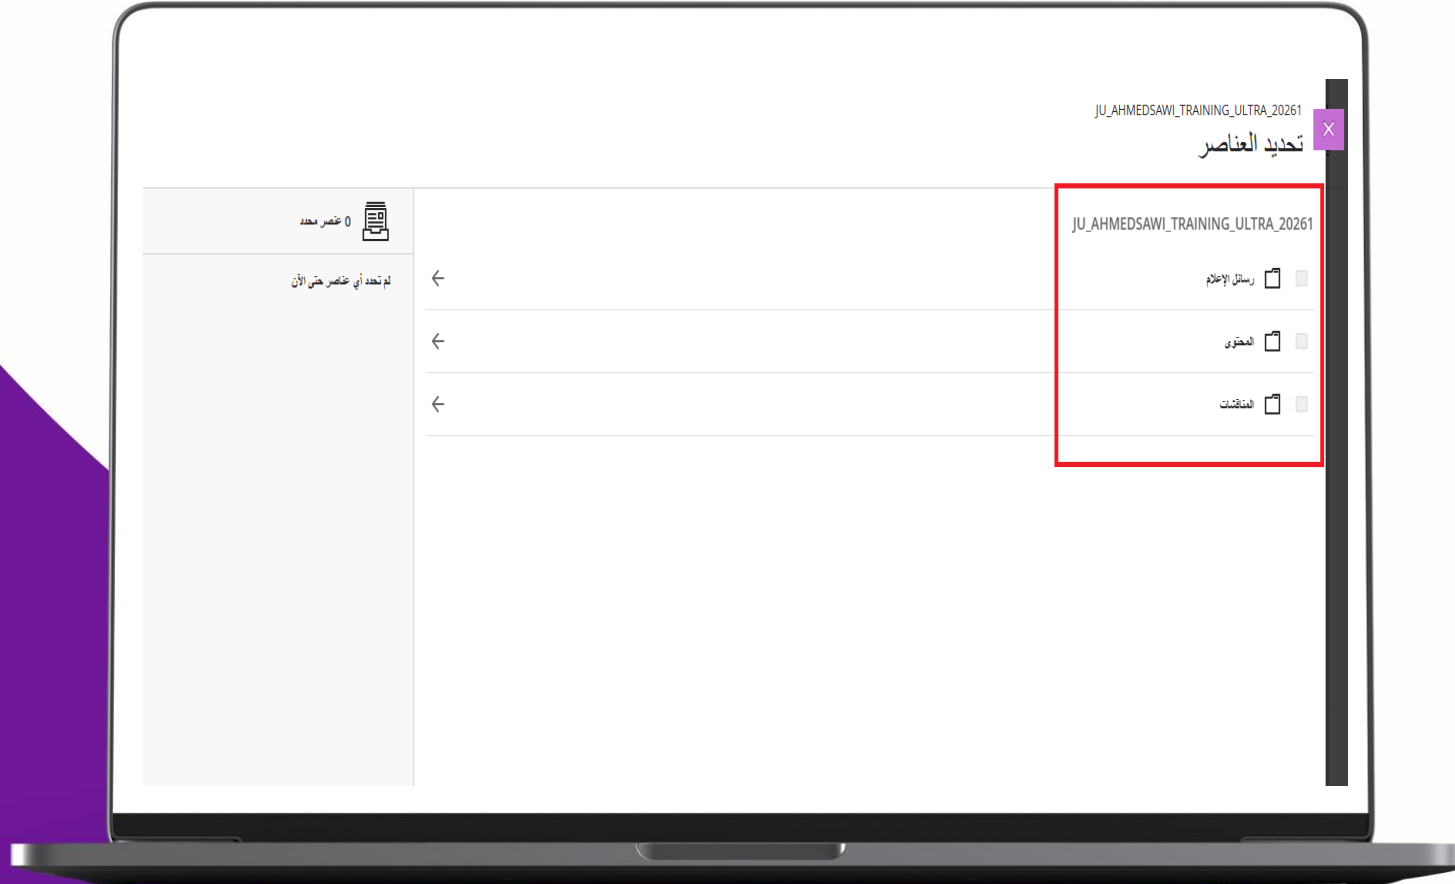 JU_AHMEDSAWI_TRAINING_ULTRA_20261
X
تحديد العناصر
JU_AHMEDSAWI_TRAINING_ULTRA_20261
رسائل الإعلام
المحتوى
المناقشات
0 عنصر محدد
لم تحدد أي عناصر حتى الآن